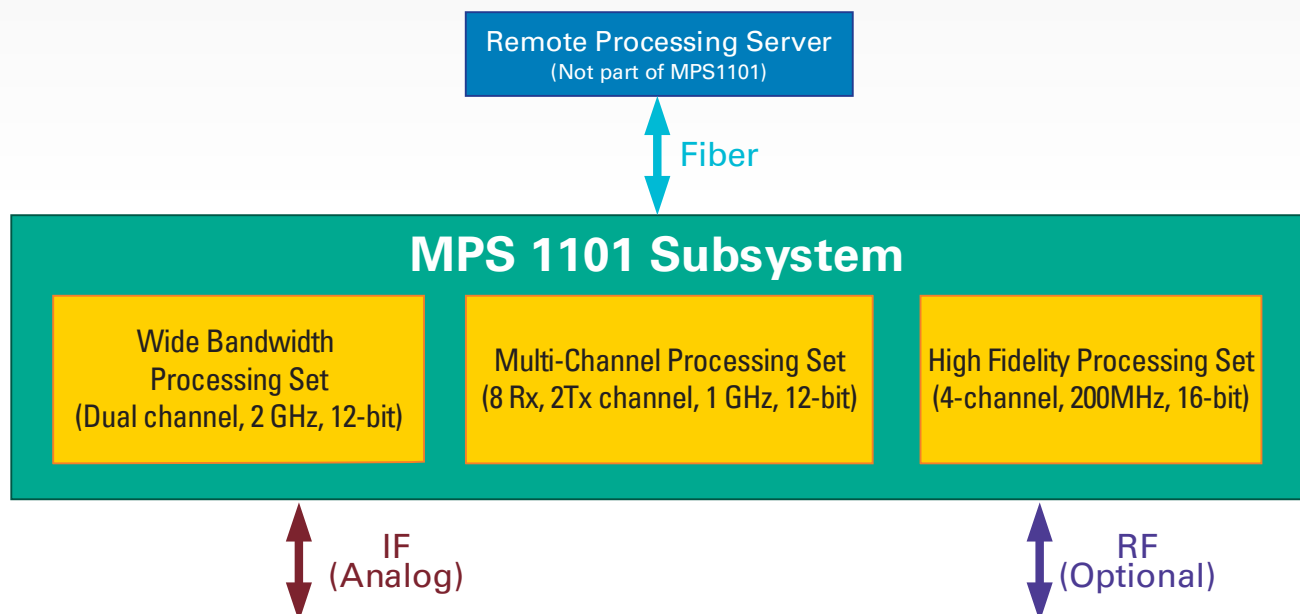 Remote Processing Server
(Not part of MPS1101)
Fiber
MPS 1101 Subsystem
Wide Bandwidth
Processing Set
(Dual channel, 2 GHz, 12-bit)
Multi-Channel Processing Set
(8 Rx, 2Tx channel, 1 GHz, 12-bit)
High Fidelity Processing Set
(4-channel, 200MHz, 16-bit)
IF
(Analog)
RF
(Optional)